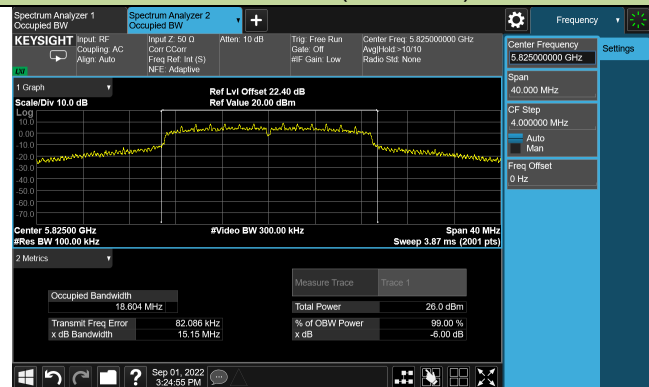 Spectrum Analyzer 1
Occupied BW
Spectrum Analyzer 2
Occupied BW
Frequency
KEYSIGHT
Input: RF
Coupling: AC
Align: Auto
LXI
Input Z: 50 Ω
Corr CCorr
Freq Ref: Int (S)
NFE: Adaptive
Atten: 10 dB
Trig: Free Run
Gate: Off
#IF Gain: Low
Center Freq: 5.825000000 GHz
Avg|Hold:>10/10
Radio Std: None
Center Frequency
5.825000000 GHz
Settings
Span
40.000 MHz
CF Step
4.000000 MHz
Auto
Man
Freq Offset
0 Hz
1 Graph
Scale/Div 10.0 dB
Ref Lvl Offset 22.40 dB
Ref Value 20.00 dBm
Log
10.0
0.00
-10.0
-20.0
-30.0
-40.0
-50.0
-60.0
-70.0
Center 5.82500 GHz
#Video BW 300.00 kHz
Span 40 MHz
#Res BW 100.00 kHz
Sweep 3.87 ms (2001 pts)
2 Metrics
Measure Trace
Trace 1
Occupied Bandwidth
18.604 MHz
Total Power
26.0 dBm
Transmit Freq Error
82.086 kHz
% of OBW Power
99.00 %
x dB Bandwidth
15.15 MHz
x dB
-6.00 dB
?
Sep 01, 2022
3:24:55 PM